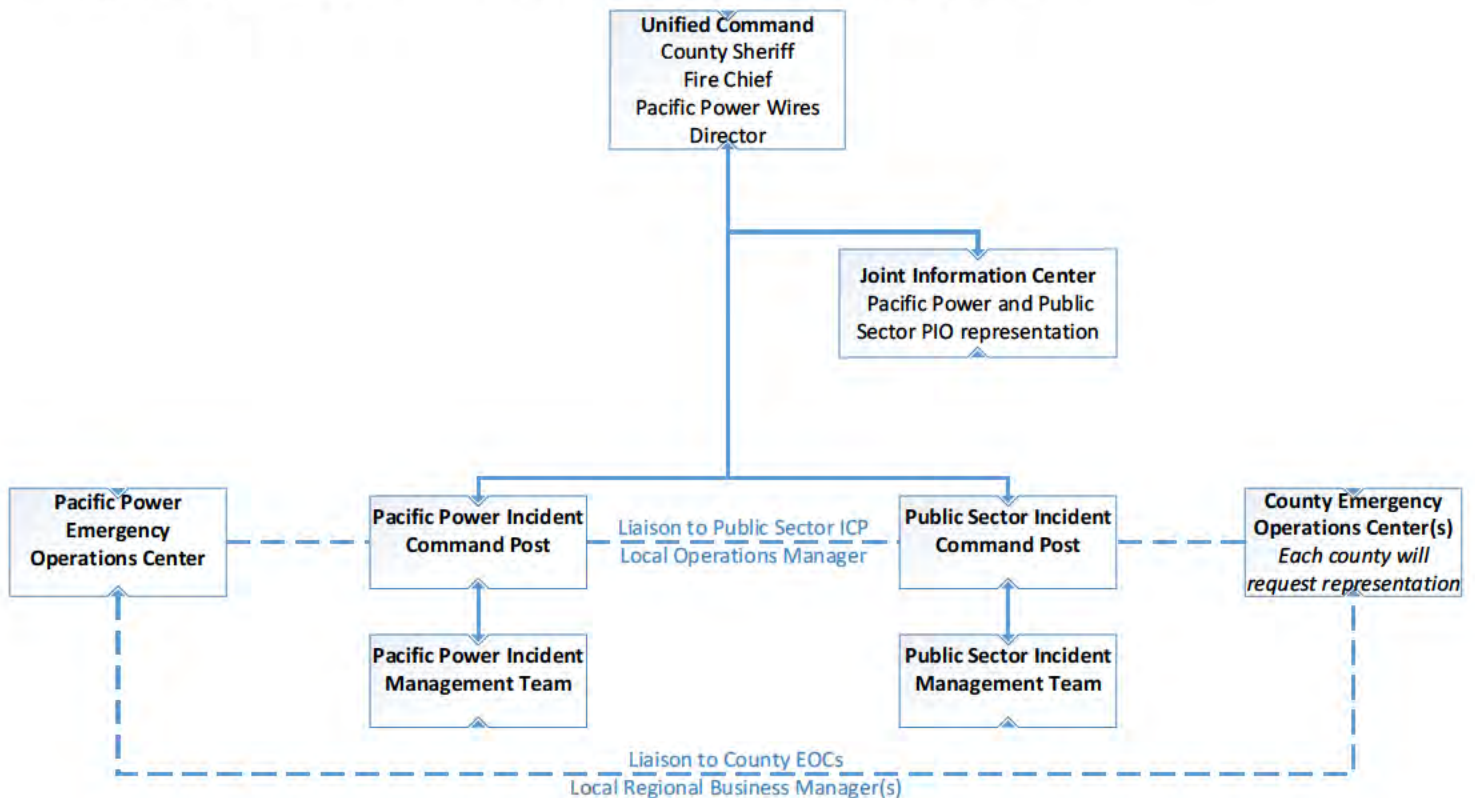 Unified Command
County Sheriff
Fire Chief
Pacific Power Wires
Director
Joint Information Center
Pacific Power and Public
Sector PIO representation
Pacific Power
Emergency
Operations Center
Pacific Power Incident
Command Post
Liaison to Public Sector ICP
Local Operations Manager
Public Sector Incident
Command Post
County Emergency
Operations Center(s)
Each county will
request representation
Pacific Power Incident
Management Team
Public Sector Incident
Management Team
Liaison to County EOCs
Local Regional Business Manager(s)